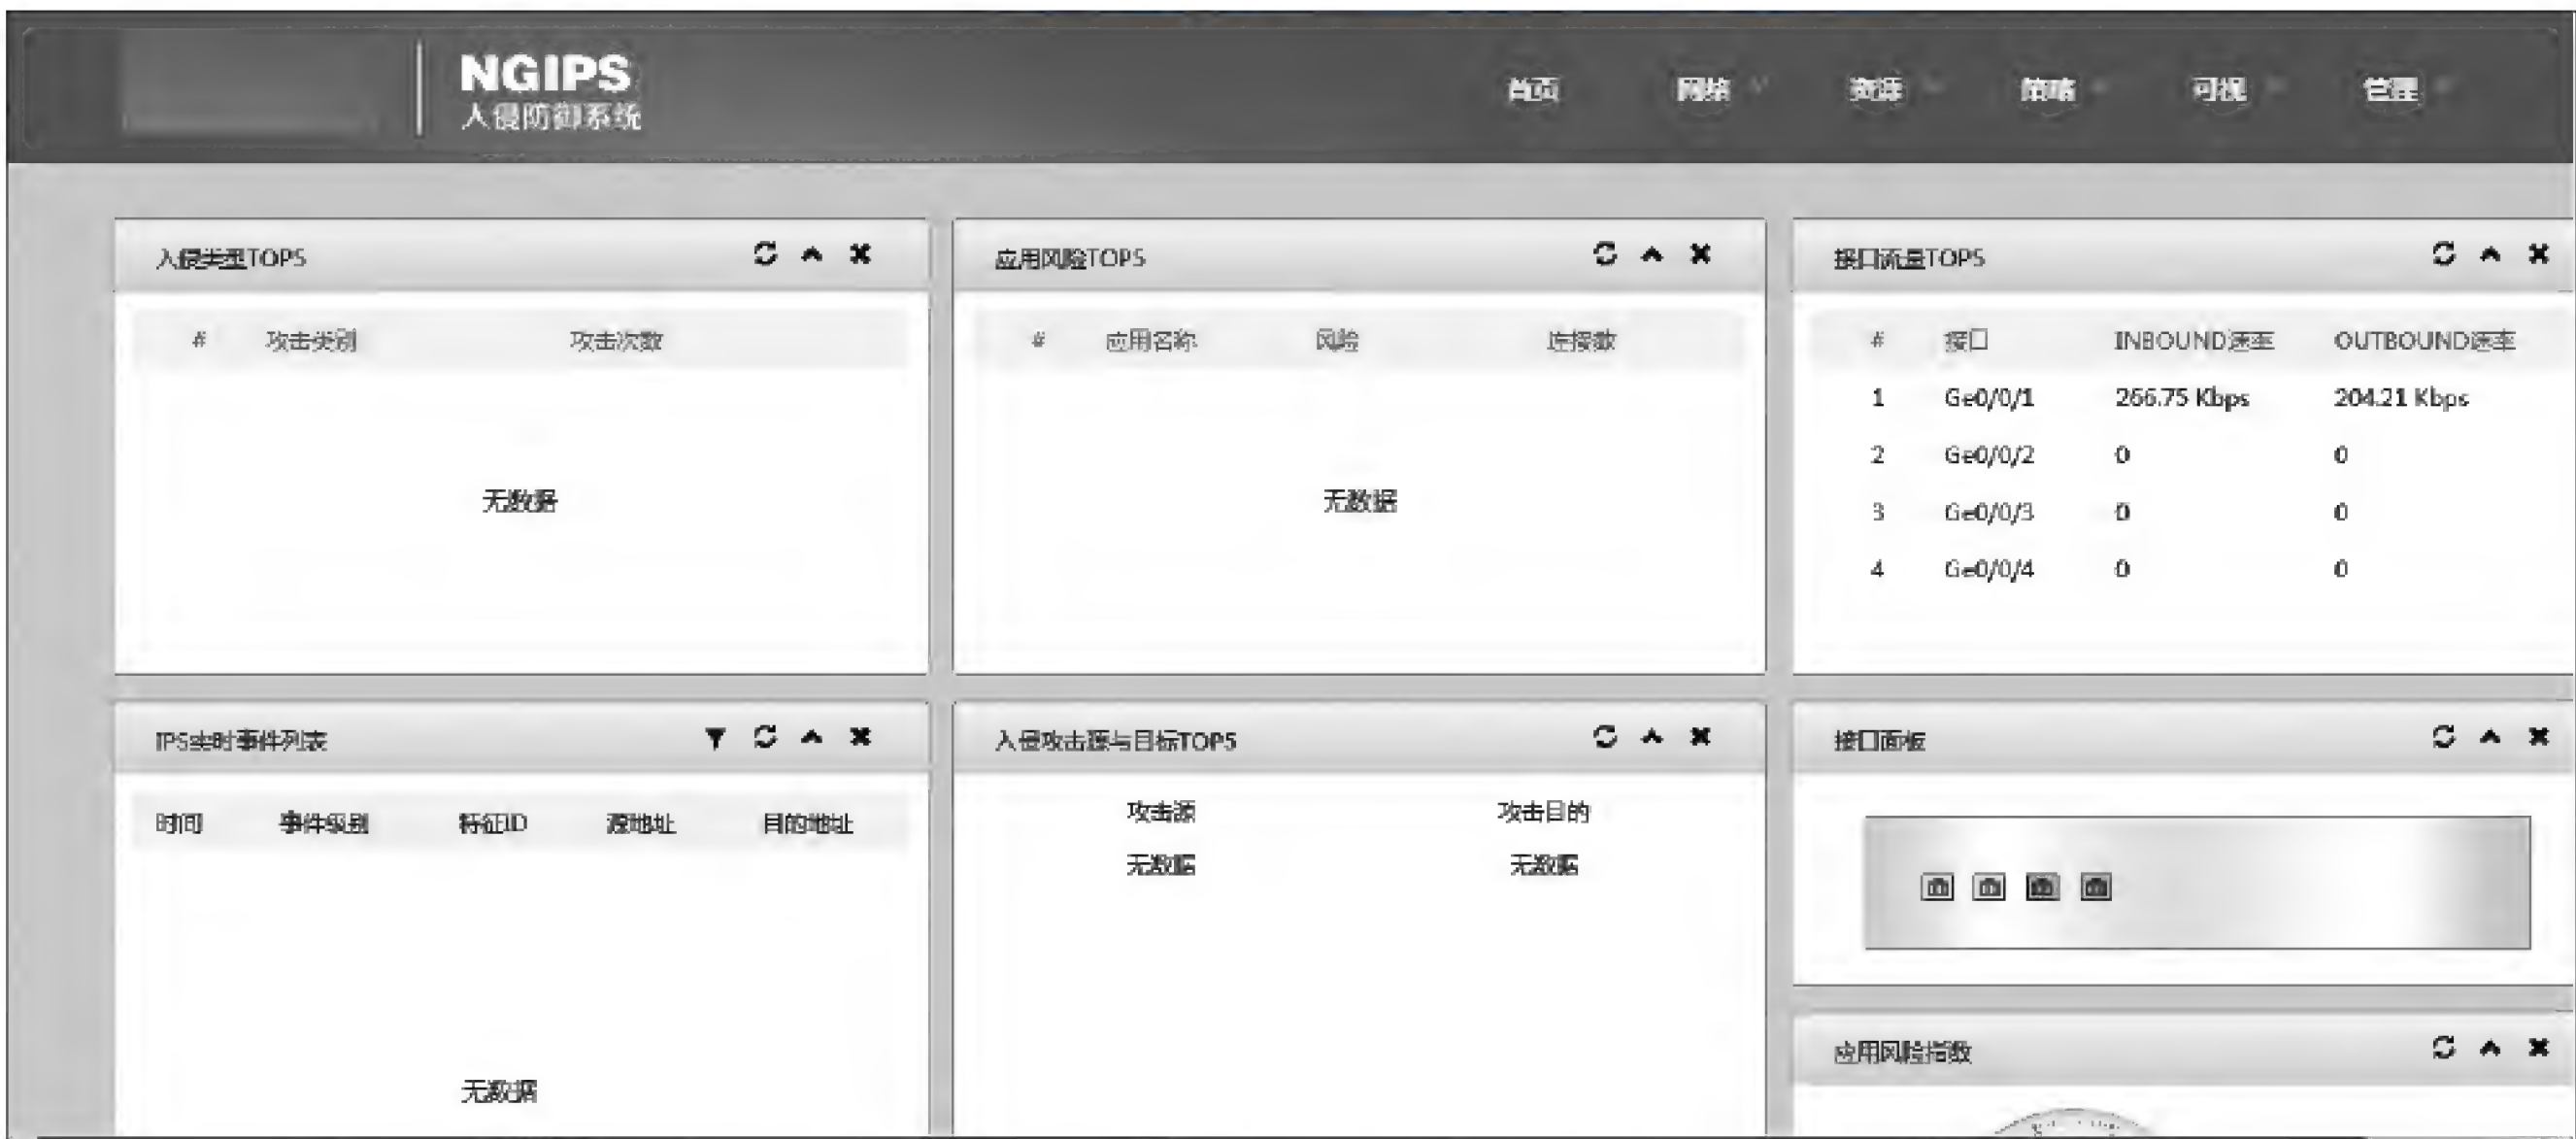 NGIPS
入侵防御系统
首页 网络 资源 策略 可视 管理
入侵类型TOP5
# 攻击类别 攻击次数
无数据
应用风险TOP5
# 应用名称 风险 连接数
无数据
接口流量TOP5
# 接口 INBOUND速率 OUTBOUND速率
1 Ge0/0/1 266.75 Kbps 204.21 Kbps
2 Ge0/0/2 0 0
3 Ge0/0/3 0 0
4 Ge0/0/4 0 0
IPS实时事件列表
时间 事件级别 特征ID 源地址 目的地址
无数据
入侵攻击源与目标TOP5
攻击源 攻击目的
无数据 无数据
接口面板
应用风险指数